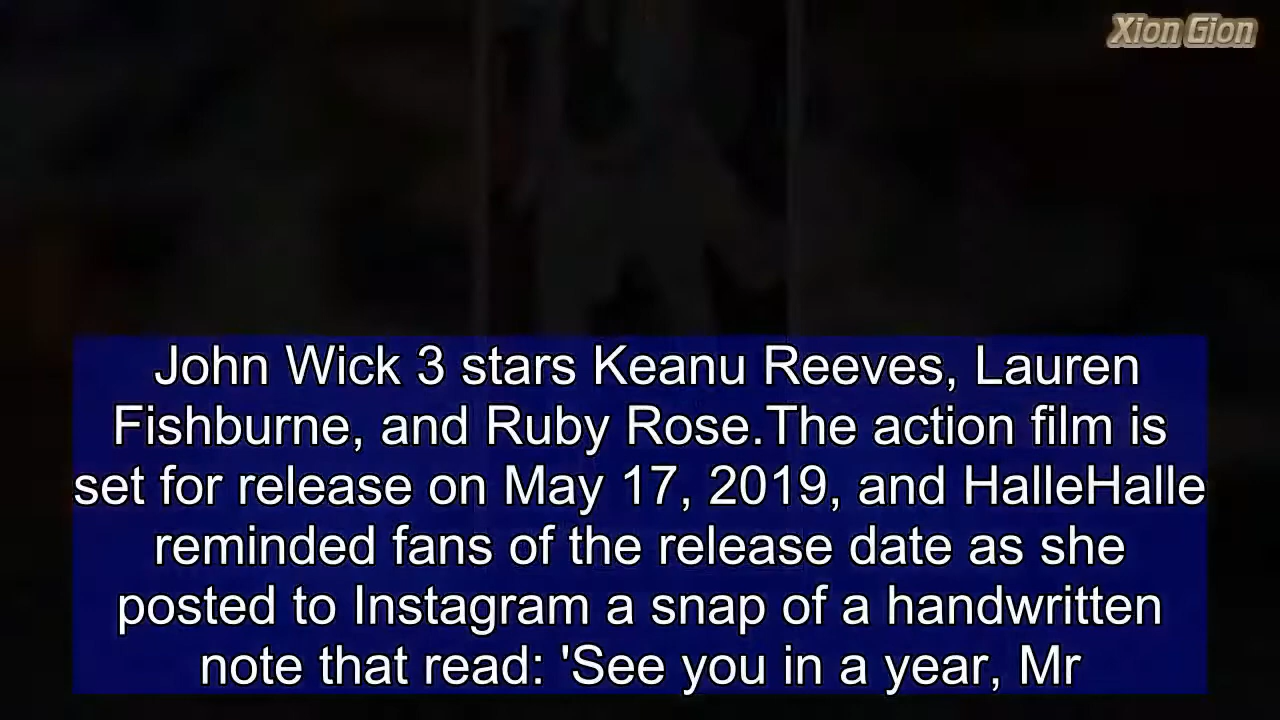 Xion Gion
John Wick 3 stars Keanu Reeves, Lauren
Fishburne, and Ruby Rose.The action film is
set for release on May 17, 2019, and HalleHalle
reminded fans of the release date as she
posted to Instagram a snap of a handwritten
note that read: 'See you in a year, Mr